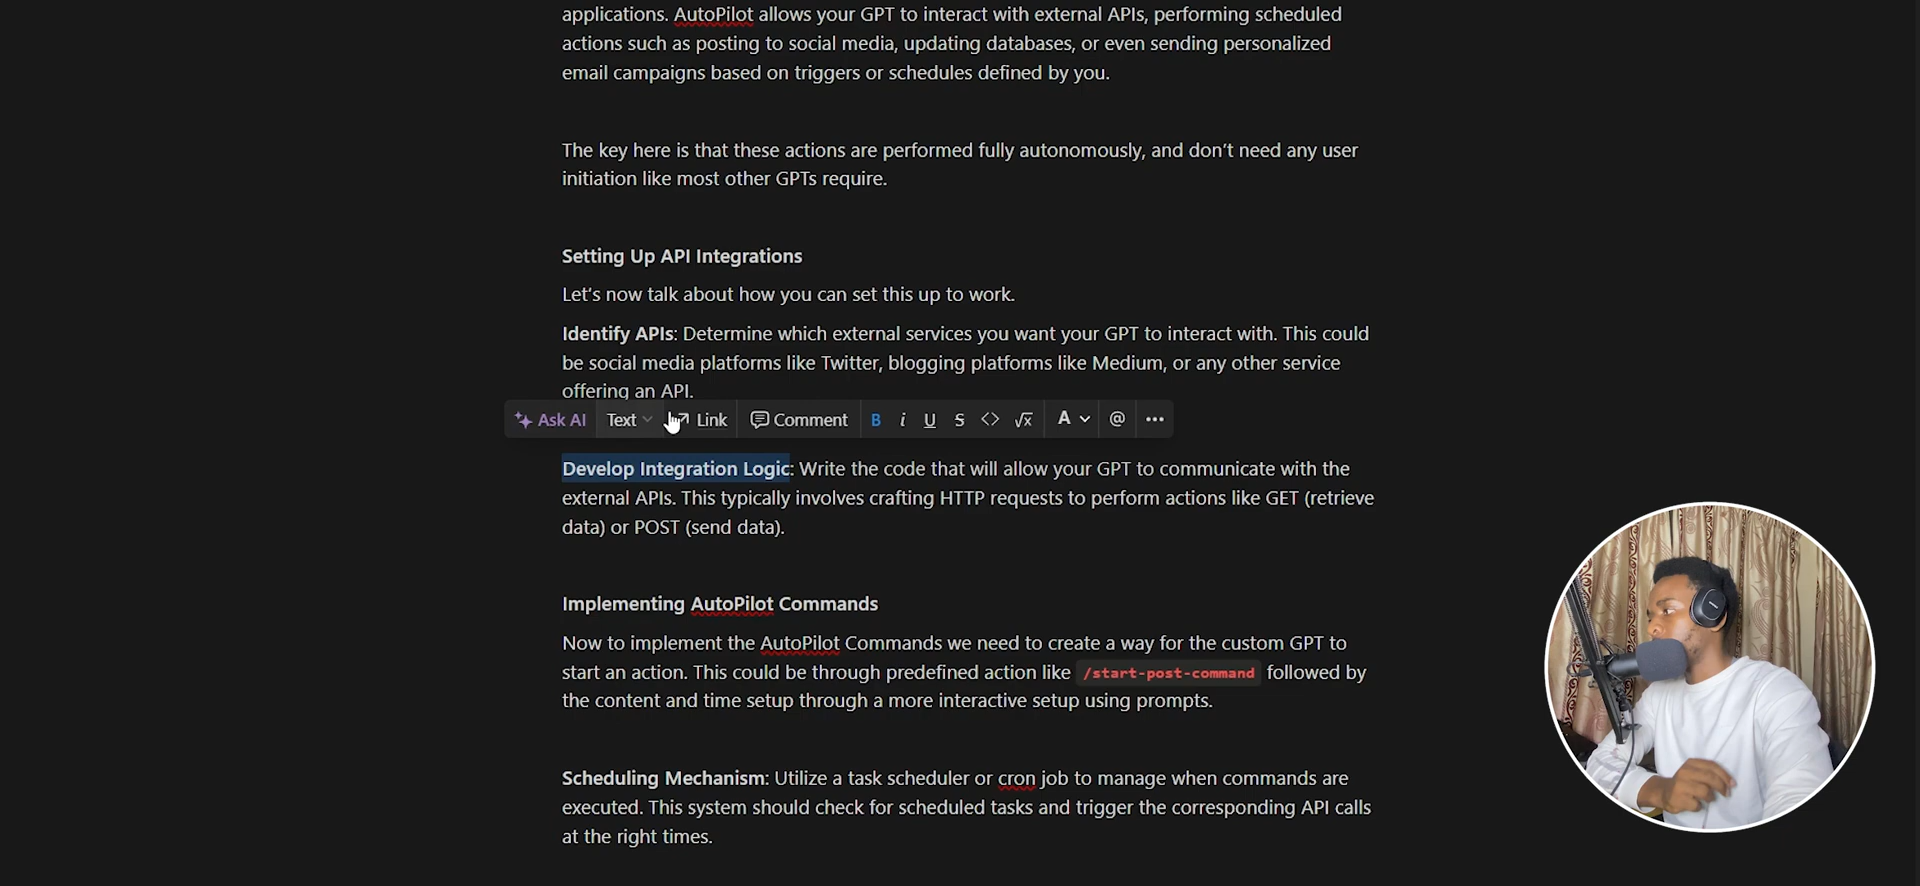 applications. AutoPilot allows your GPT to interact with external APIs, performing scheduled
actions such as posting to social media, updating databases, or even sending personalized
email campaigns based on triggers or schedules defined by you.
The key here is that these actions are performed fully autonomously, and don’t need any user
initiation like most other GPTs require.
Setting Up API Integrations
Let’s now talk about how you can set this up to work.
Identify APIs: Determine which external services you want your GPT to interact with. This could
be social media platforms like Twitter, blogging platforms like Medium, or any other service
offering an API.
Ask AI Text Link Comment B i U S <> √x A @ •••
Develop Integration Logic: Write the code that will allow your GPT to communicate with the
external APIs. This typically involves crafting HTTP requests to perform actions like GET (retrieve
data) or POST (send data).
Implementing AutoPilot Commands
Now to implement the AutoPilot Commands we need to create a way for the custom GPT to
start an action. This could be through predefined action like /start-post-command followed by
the content and time setup through a more interactive setup using prompts.
Scheduling Mechanism: Utilize a task scheduler or cron job to manage when commands are
executed. This system should check for scheduled tasks and trigger the corresponding API calls
at the right times.